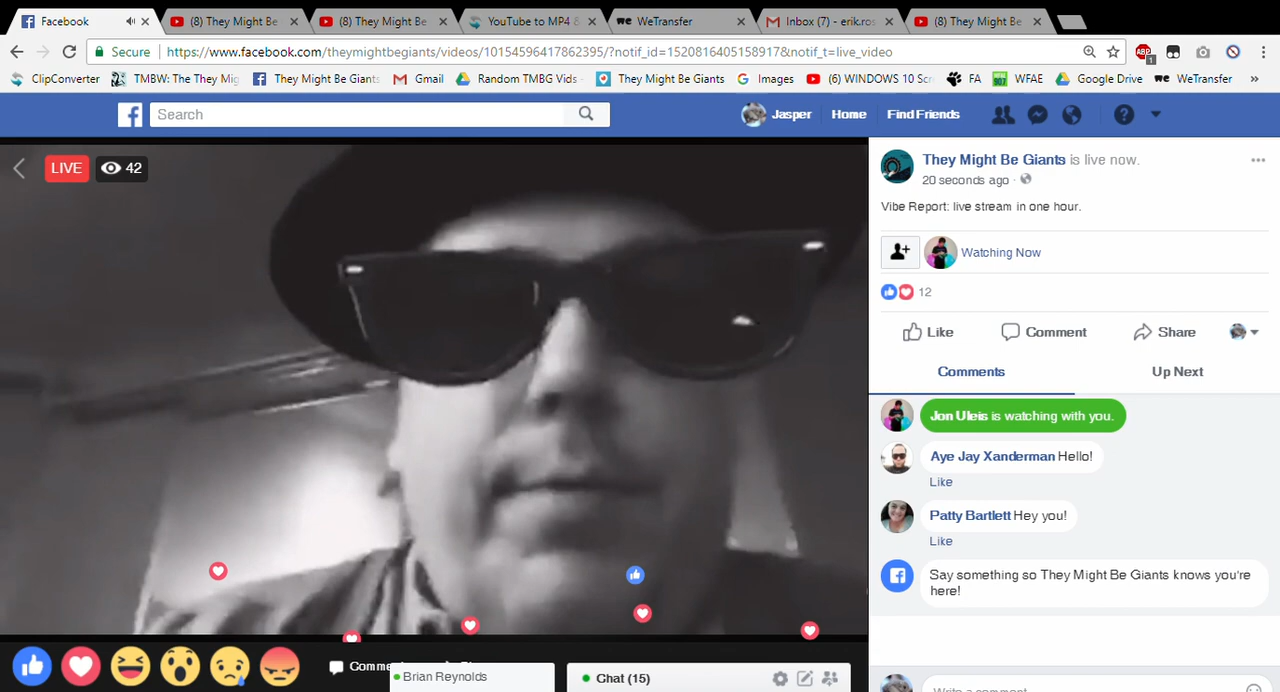 Facebook
(8) They Might Be
(8) They Might Be
YouTube to MP4 &
WeTransfer
Inbox (7) - erik.ros
(8) They Might Be
Secure https://www.facebook.com/theymightbegiants/videos/10154596417862395/?notif_id=1520816405158917&notif_t=live_video
ABP
1
ClipConverter TMBW: The They Mig They Might Be Giants Gmail Random TMBG Vids They Might Be Giants Images (6) WINDOWS 10 Scr FA WFAE Google Drive WeTransfer »
Search
Jasper Home Find Friends
LIVE 42
They Might Be Giants is live now.
20 seconds ago ·
Vibe Report: live stream in one hour.
Watching Now
12
Like Comment Share
Comments Up Next
Jon Uleis is watching with you.
Aye Jay Xanderman Hello!
Like
Patty Bartlett Hey you!
Like
Say something so They Might Be Giants knows you're
here!
Brian Reynolds
Chat (15)
Write a comment...